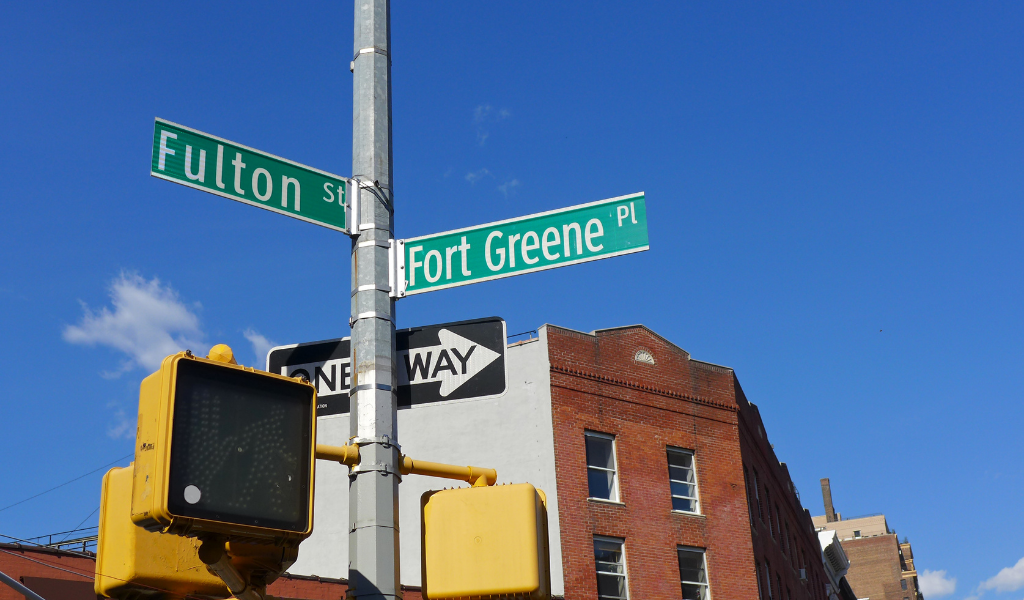 Fulton St
Fort Greene Pl
ONE WAY